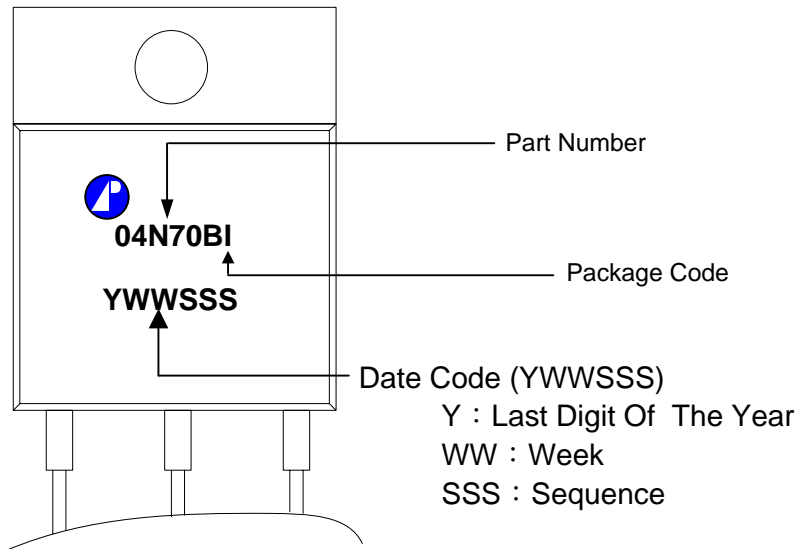 Part Number
04N70BI
Package Code
YWWSSS
Date Code (YWWSSS)
Y：Last Digit Of The Year
WW：Week
SSS：Sequence